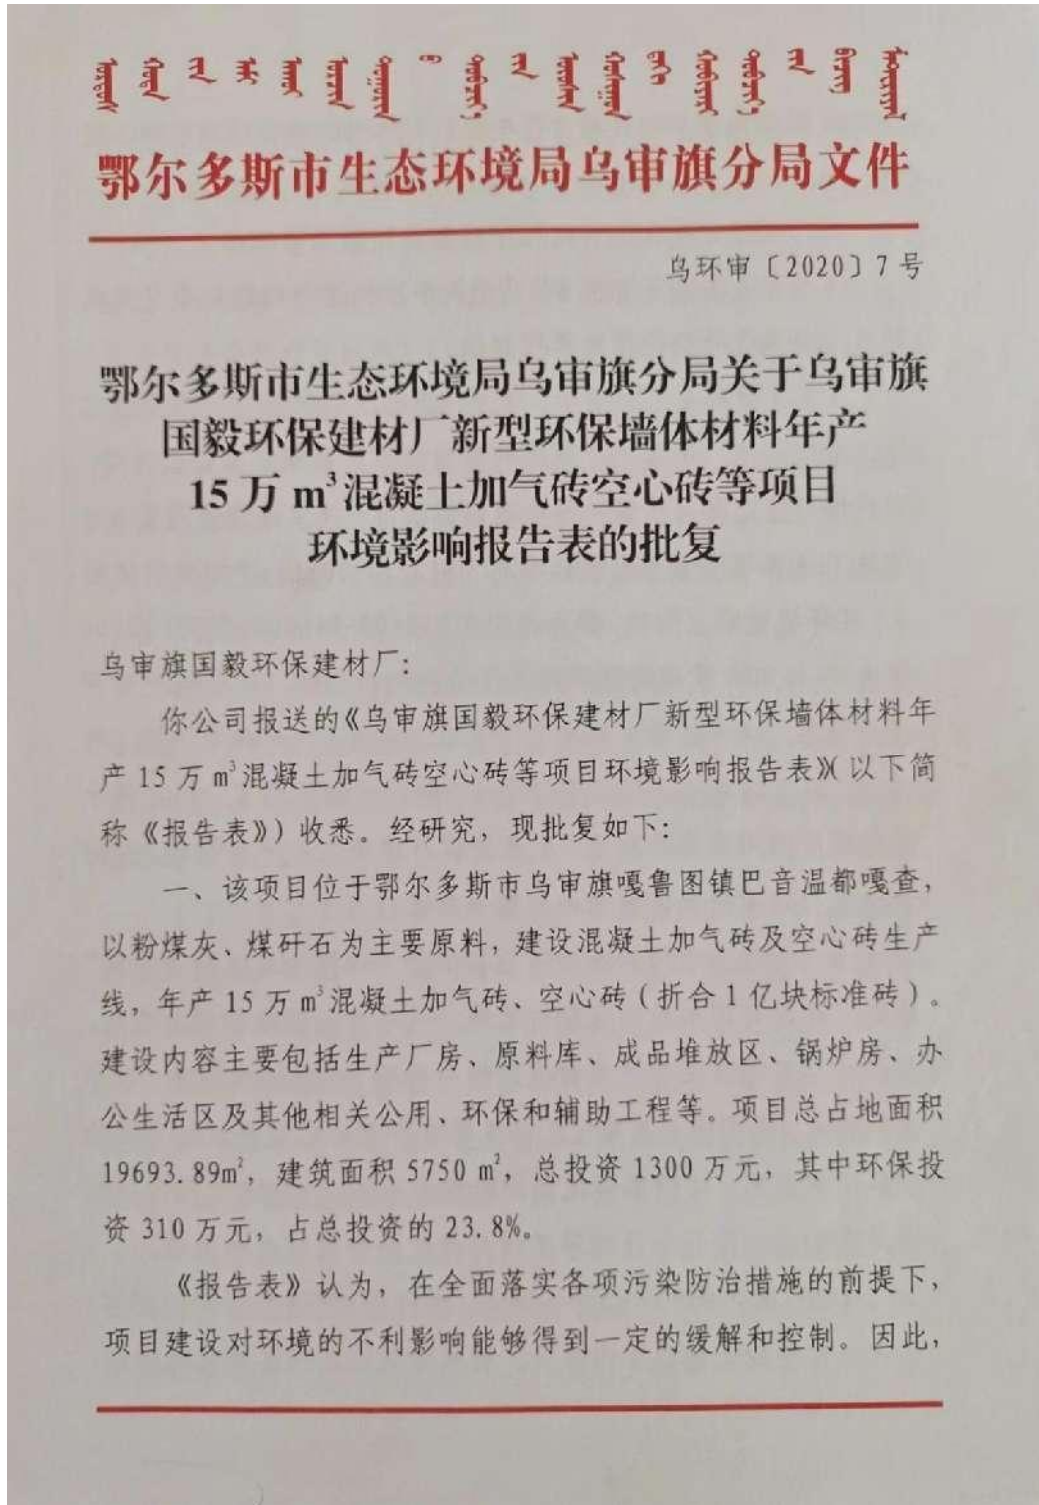 鄂尔多斯市生态环境局乌审旗分局文件
乌环审〔2020〕7号
鄂尔多斯市生态环境局乌审旗分局关于乌审旗
国毅环保建材厂新型环保墙体材料年产
15万m³混凝土加气砖空心砖等项目
环境影响报告表的批复
乌审旗国毅环保建材厂：
你公司报送的《乌审旗国毅环保建材厂新型环保墙体材料年
产15万m³混凝土加气砖空心砖等项目环境影响报告表》（以下简
称《报告表》）收悉。经研究，现批复如下：
一、该项目位于鄂尔多斯市乌审旗嘎鲁图镇巴音温都嘎查，
以粉煤灰、煤矸石为主要原料，建设混凝土加气砖及空心砖生产
线，年产15万m³混凝土加气砖、空心砖（折合1亿块标准砖）。
建设内容主要包括生产厂房、原料库、成品堆放区、锅炉房、办
公生活区及其他相关公用、环保和辅助工程等。项目总占地面积
19693.89m²，建筑面积5750m²，总投资1300万元，其中环保投
资310万元，占总投资的23.8%。
《报告表》认为，在全面落实各项污染防治措施的前提下，
项目建设对环境的不利影响能够得到一定的缓解和控制。因此，